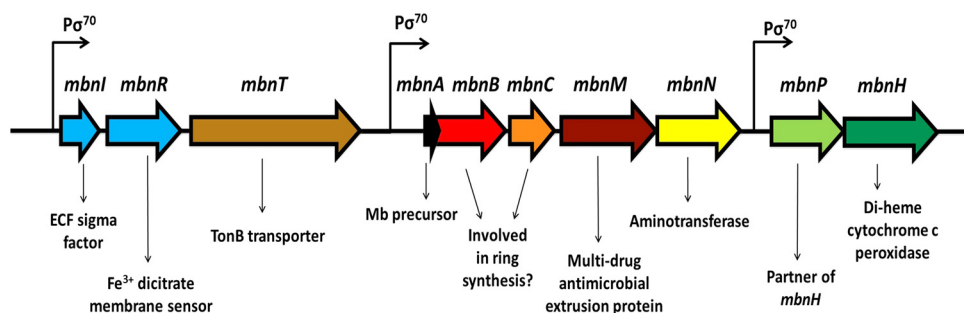 Pσ⁷⁰
Pσ⁷⁰
Pσ⁷⁰
mbnI
mbnR
mbnT
mbnA
mbnB
mbnC
mbnM
mbnN
mbnP
mbnH
ECF sigma
factor
Fe³⁺ dicitrate
membrane sensor
TonB transporter
Mb precursor
Involved
in ring
synthesis?
Multi-drug
antimicrobial
extrusion protein
Aminotransferase
Partner of
mbnH
Di-heme
cytochrome c
peroxidase